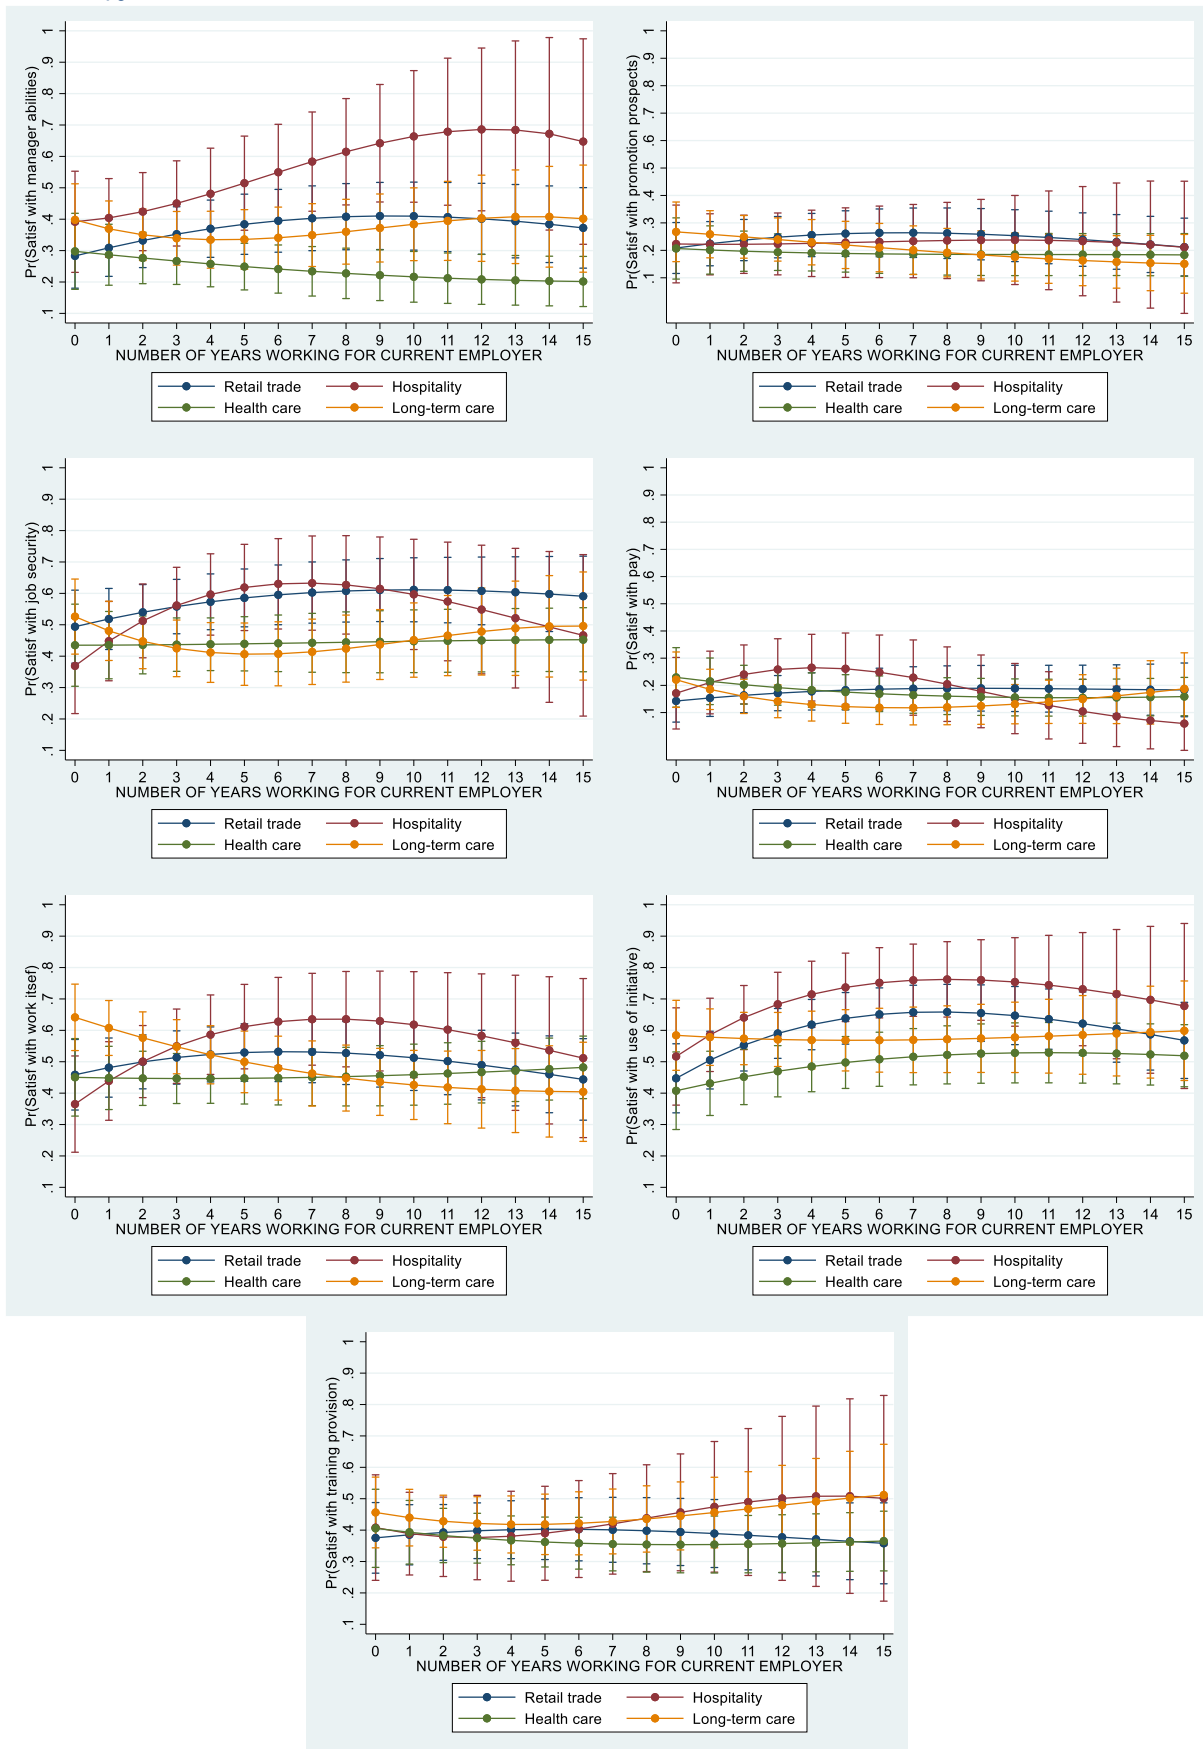 1
.9
.8
.7
.6
.5
.4
.3
.2
.1
Pr(Satisf with manager abilities)
0 1 2 3 4 5 6 7 8 9 10 11 12 13 14 15
NUMBER OF YEARS WORKING FOR CURRENT EMPLOYER
Retail trade Hospitality
Health care Long-term care
1
.9
.8
.7
.6
.5
.4
.3
.2
.1
Pr(Satisf with promotion prospects)
0 1 2 3 4 5 6 7 8 9 10 11 12 13 14 15
NUMBER OF YEARS WORKING FOR CURRENT EMPLOYER
Retail trade Hospitality
Health care Long-term care
1
.9
.8
.7
.6
.5
.4
.3
.2
.1
Pr(Satisf with job security)
0 1 2 3 4 5 6 7 8 9 10 11 12 13 14 15
NUMBER OF YEARS WORKING FOR CURRENT EMPLOYER
Retail trade Hospitality
Health care Long-term care
1
.9
.8
.7
.6
.5
.4
.3
.2
.1
Pr(Satisf with pay)
0 1 2 3 4 5 6 7 8 9 10 11 12 13 14 15
NUMBER OF YEARS WORKING FOR CURRENT EMPLOYER
Retail trade Hospitality
Health care Long-term care
1
.9
.8
.7
.6
.5
.4
.3
.2
.1
Pr(Satisf with work itsef)
0 1 2 3 4 5 6 7 8 9 10 11 12 13 14 15
NUMBER OF YEARS WORKING FOR CURRENT EMPLOYER
Retail trade Hospitality
Health care Long-term care
1
.9
.8
.7
.6
.5
.4
.3
.2
.1
Pr(Satisf with use of initiative)
0 1 2 3 4 5 6 7 8 9 10 11 12 13 14 15
NUMBER OF YEARS WORKING FOR CURRENT EMPLOYER
Retail trade Hospitality
Health care Long-term care
1
.9
.8
.7
.6
.5
.4
.3
.2
.1
Pr(Satisf with training provision)
0 1 2 3 4 5 6 7 8 9 10 11 12 13 14 15
NUMBER OF YEARS WORKING FOR CURRENT EMPLOYER
Retail trade Hospitality
Health care Long-term care